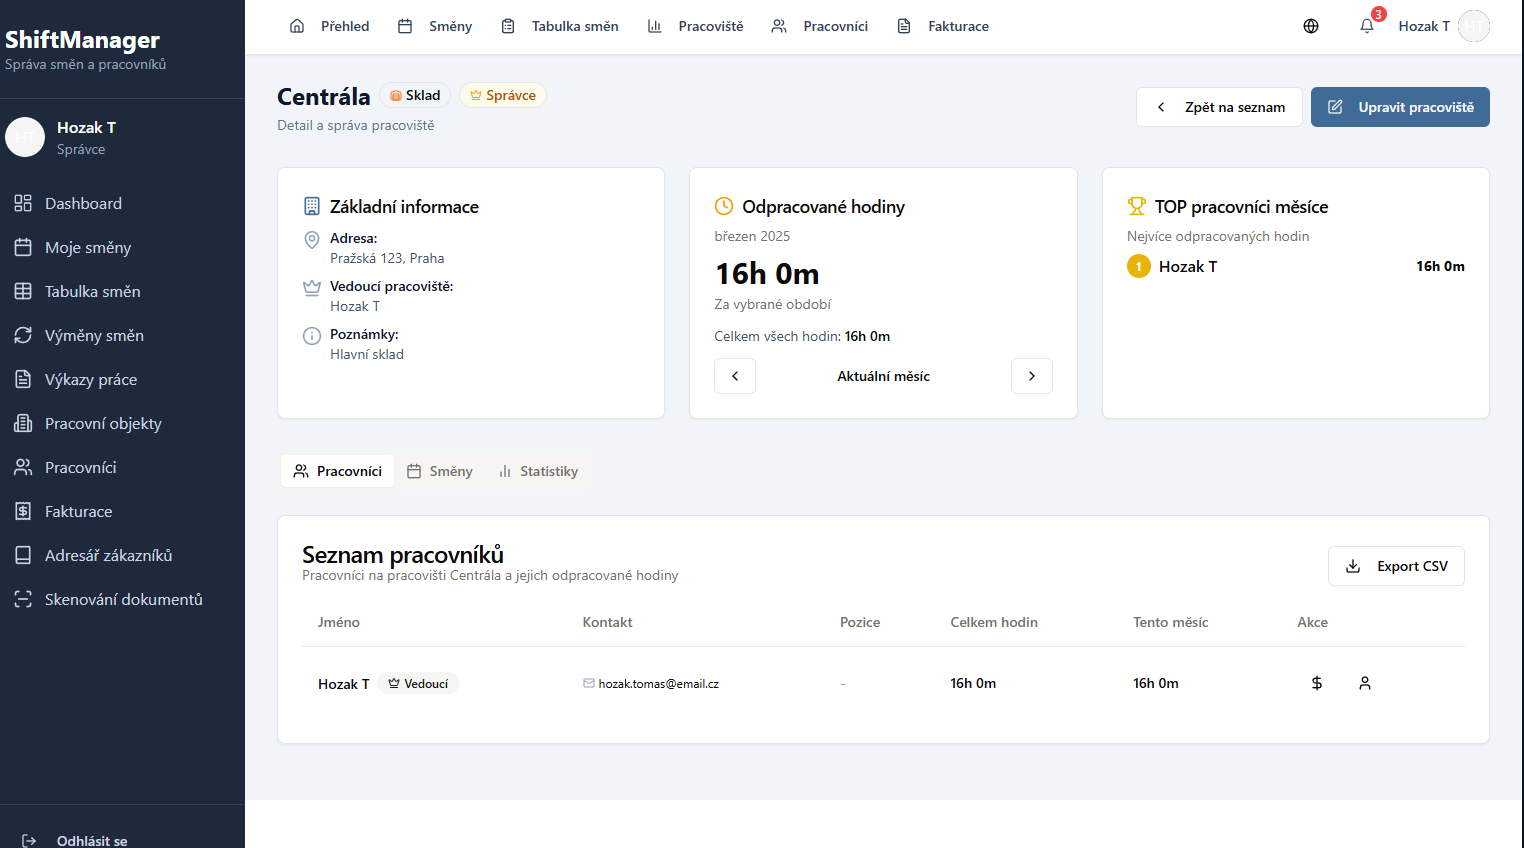 ShiftManager
Správa směn a pracovníků
HT
Hozak T
Správce
Dashboard
Moje směny
Tabulka směn
Výměny směn
Výkazy práce
Pracovní objekty
Pracovníci
Fakturace
Adresář zákazníků
Skenování dokumentů
Odhlásit se
Přehled
Směny
Tabulka směn
Pracoviště
Pracovníci
Fakturace
3
Hozak T
HT
Centrála
Sklad
Správce
Detail a správa pracoviště
Zpět na seznam
Upravit pracoviště
Základní informace
Adresa:
Pražská 123, Praha
Vedoucí pracoviště:
Hozak T
Poznámky:
Hlavní sklad
Odpracované hodiny
březen 2025
16h 0m
Za vybrané období
Celkem všech hodin: 16h 0m
Aktuální měsíc
TOP pracovníci měsíce
Nejvíce odpracovaných hodin
1 Hozak T 16h 0m
Pracovníci
Směny
Statistiky
Seznam pracovníků
Pracovníci na pracovišti Centrála a jejich odpracované hodiny
Export CSV
Jméno Kontakt Pozice Celkem hodin Tento měsíc Akce
Hozak T Vedoucí hozak.tomas@email.cz - 16h 0m 16h 0m